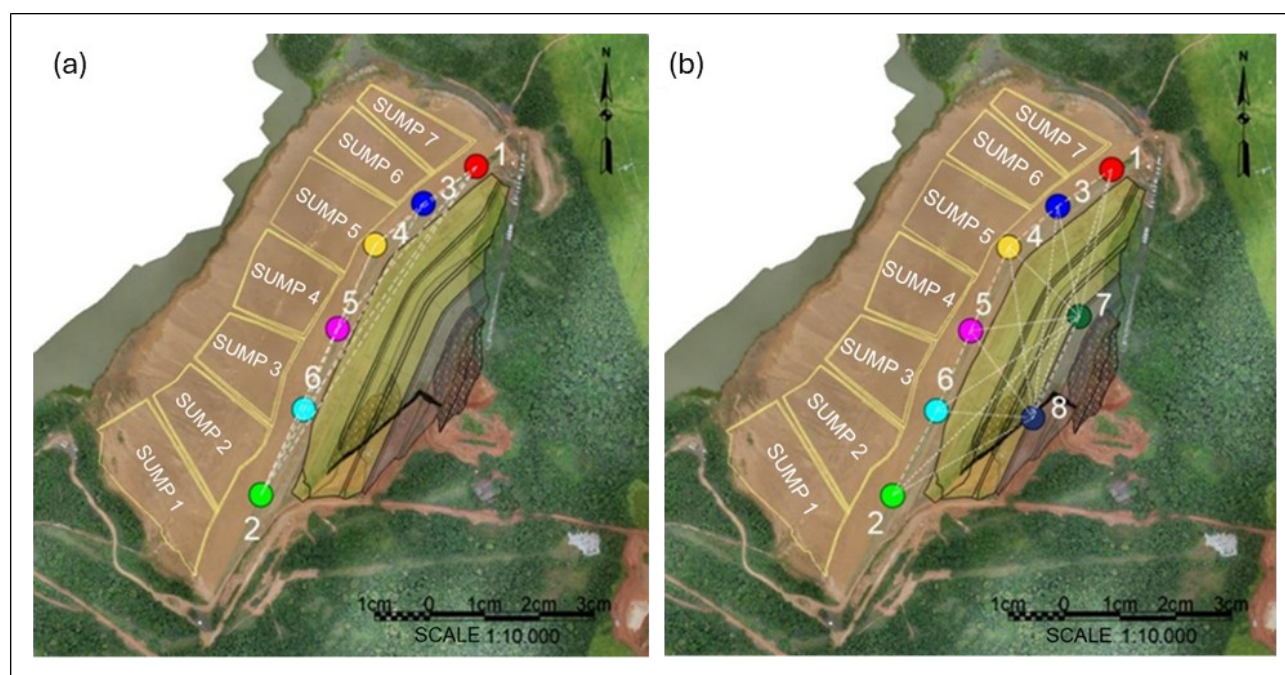 (a)
N
SUMP 7
SUMP 6
SUMP 5
SUMP 4
SUMP 3
SUMP 2
SUMP 1
1
3
4
5
6
2
1cm 0 1cm 2cm 3cm
SCALE 1:10.000
(b)
N
SUMP 7
SUMP 6
SUMP 5
SUMP 4
SUMP 3
SUMP 2
SUMP 1
1
3
4
7
5
6
8
2
1cm 0 1cm 2cm 3cm
SCALE 1:10.000